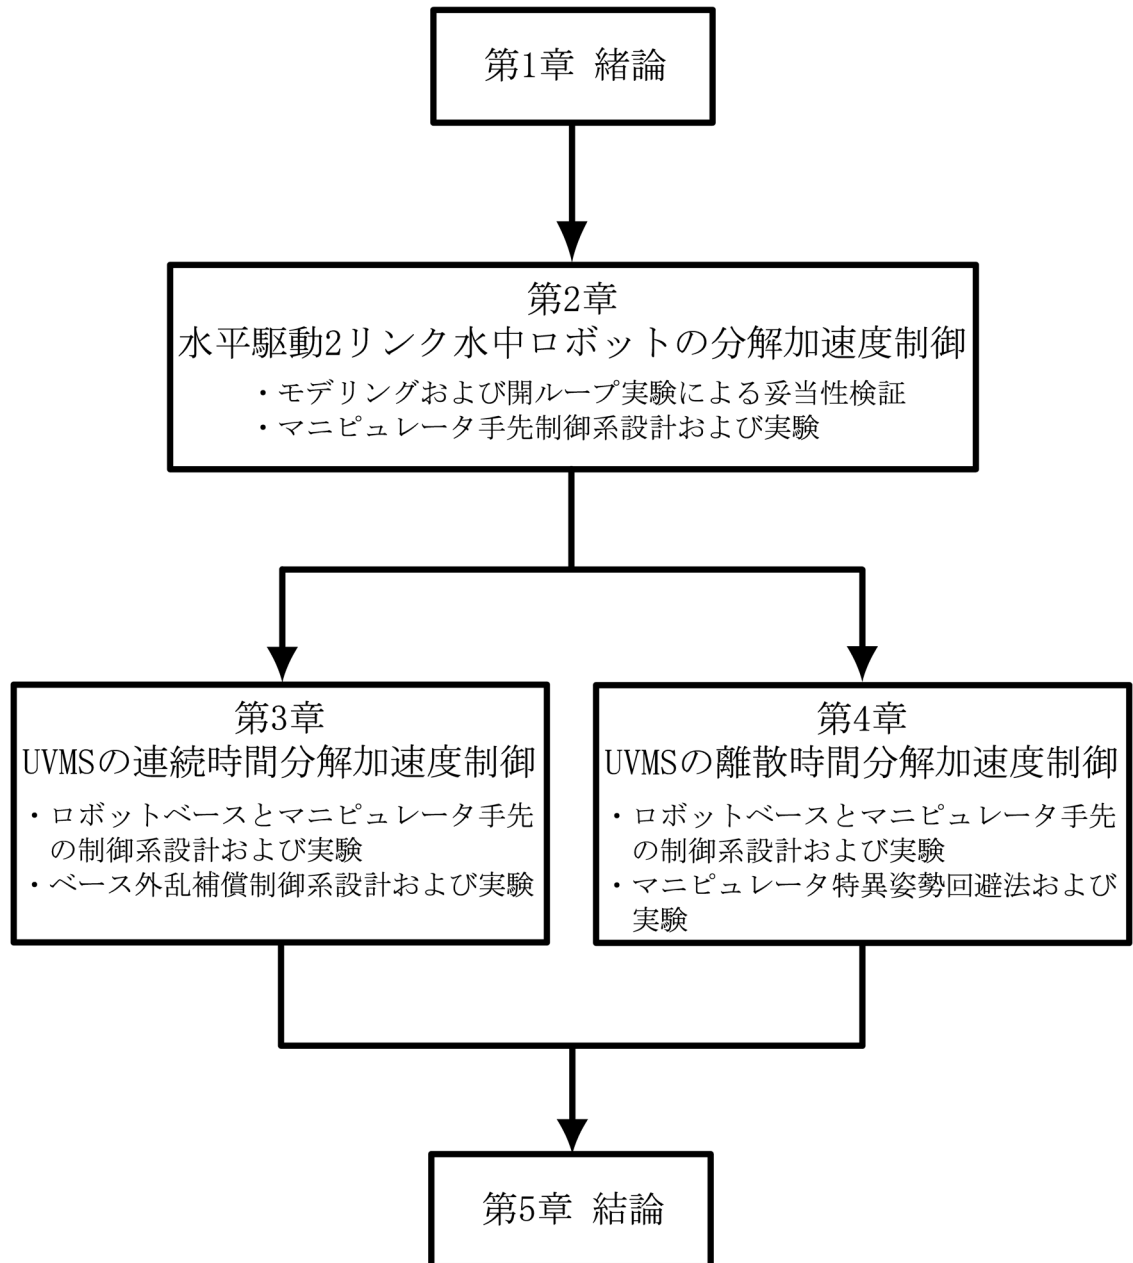 第1章 緒論
第2章
水平駆動2リンク水中ロボットの分解加速度制御
・モデリングおよび開ループ実験による妥当性検証
・マニピュレータ手先制御系設計および実験
第3章
UVMSの連続時間分解加速度制御
・ロボットベースとマニピュレータ手先
の制御系設計および実験
・ベース外乱補償制御系設計および実験
第4章
UVMSの離散時間分解加速度制御
・ロボットベースとマニピュレータ手先
の制御系設計および実験
・マニピュレータ特異姿勢回避法および
実験
第5章 結論